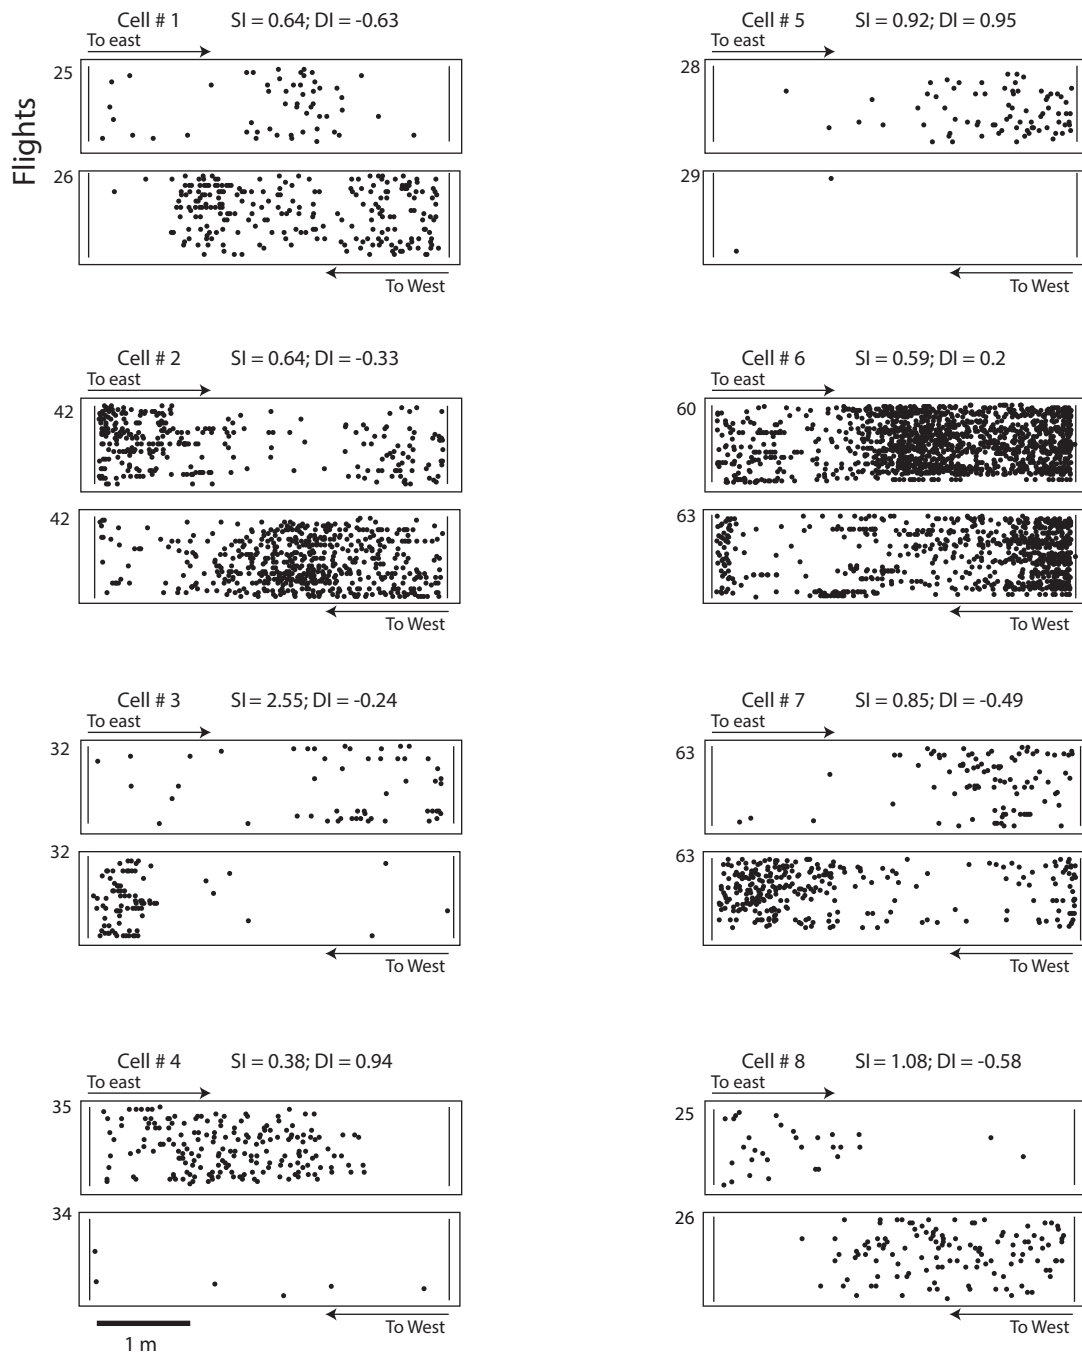 Cell # 1 SI = 0.64; DI = -0.63
To east
25
Flights
26
To West
Cell # 5 SI = 0.92; DI = 0.95
To east
28
29
To West
Cell # 2 SI = 0.64; DI = -0.33
To east
42
42
To West
Cell # 6 SI = 0.59; DI = 0.2
To east
60
63
To West
Cell # 3 SI = 2.55; DI = -0.24
To east
32
32
To West
Cell # 7 SI = 0.85; DI = -0.49
To east
63
63
To West
Cell # 4 SI = 0.38; DI = 0.94
To east
35
34
To West
1 m
Cell # 8 SI = 1.08; DI = -0.58
To east
25
26
To West